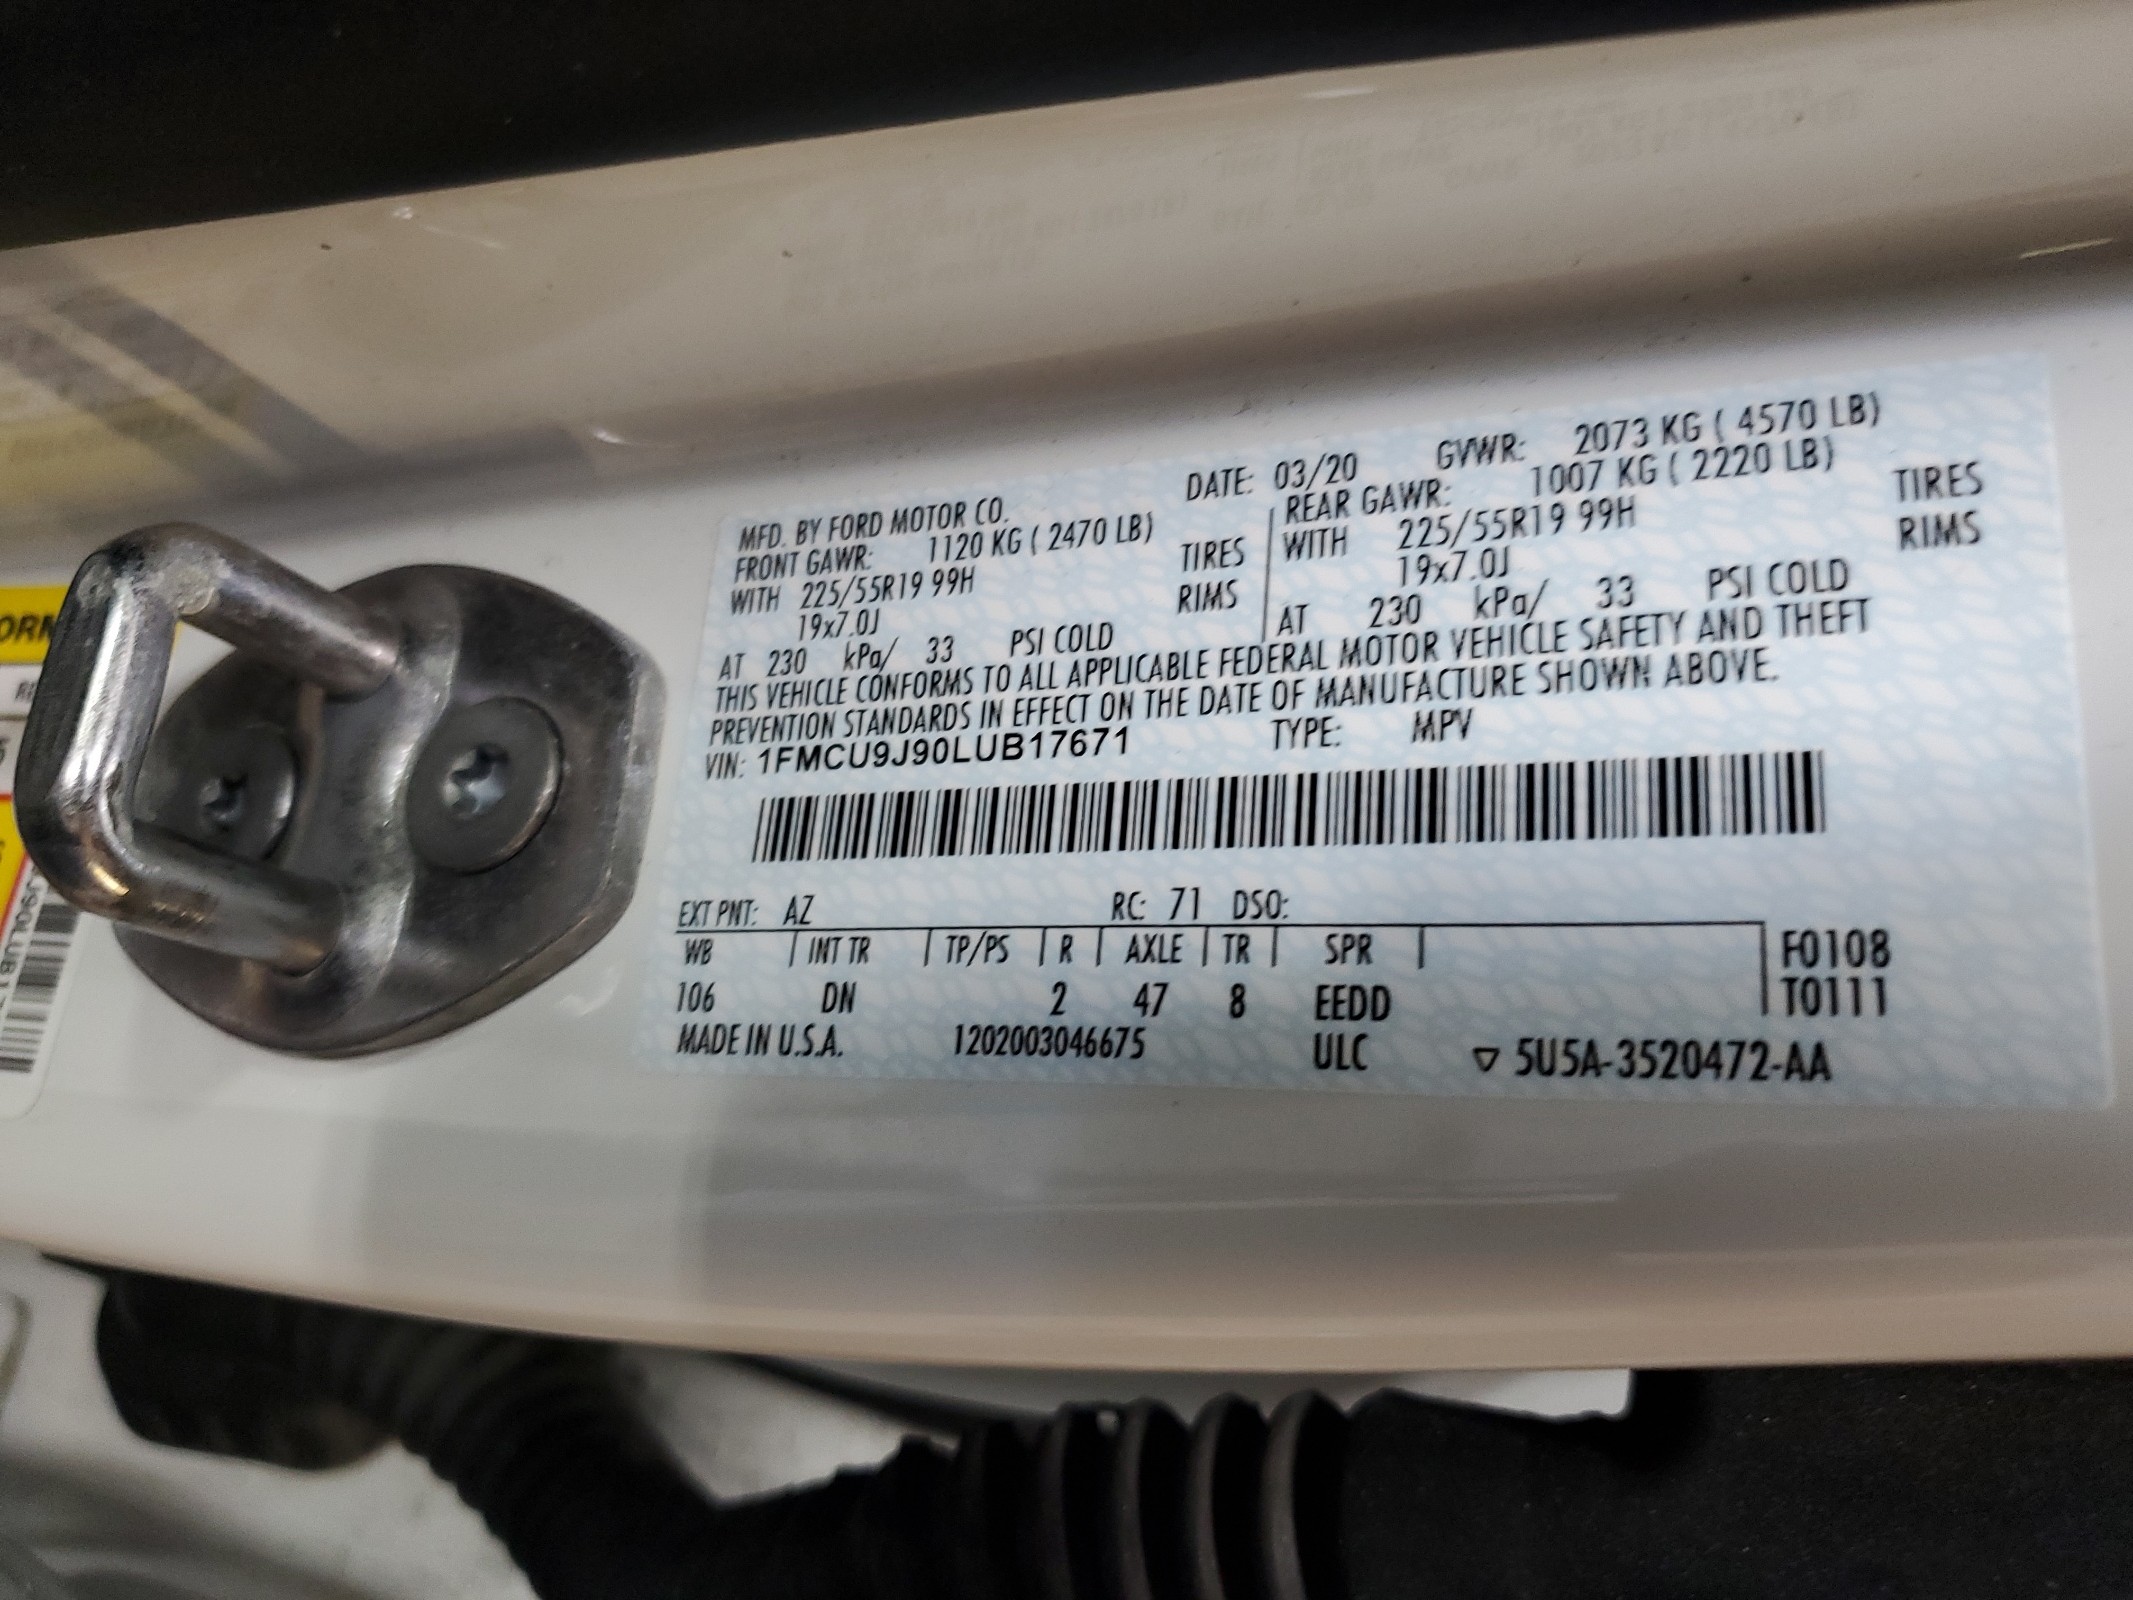 MFD. BY FORD MOTOR CO. DATE: 03/20 GVWR: 2073 KG ( 4570 LB)
FRONT GAWR: 1120 KG ( 2470 LB) REAR GAWR: 1007 KG ( 2220 LB)
WITH 225/55R19 99H TIRES WITH 225/55R19 99H TIRES
19x7.0J RIMS 19x7.0J RIMS
AT 230 kPa/ 33 PSI COLD AT 230 kPa/ 33 PSI COLD
THIS VEHICLE CONFORMS TO ALL APPLICABLE FEDERAL MOTOR VEHICLE SAFETY AND THEFT
PREVENTION STANDARDS IN EFFECT ON THE DATE OF MANUFACTURE SHOWN ABOVE.
VIN: 1FMCU9J90LUB17671 TYPE: MPV
EXT PNT: AZ RC: 71 DSO:
WB INT TR TP/PS R AXLE TR SPR F0108
106 DN 2 47 8 EEDD T0111
MADE IN U.S.A. 1202003046675 ULC ▽ 5U5A-3520472-AA